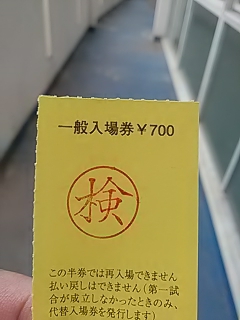 一般入場券￥700
検
この半券では再入場できません
払い戻しはできません(第一試
合が成立しなかったときのみ、
代替入場券を発行します)